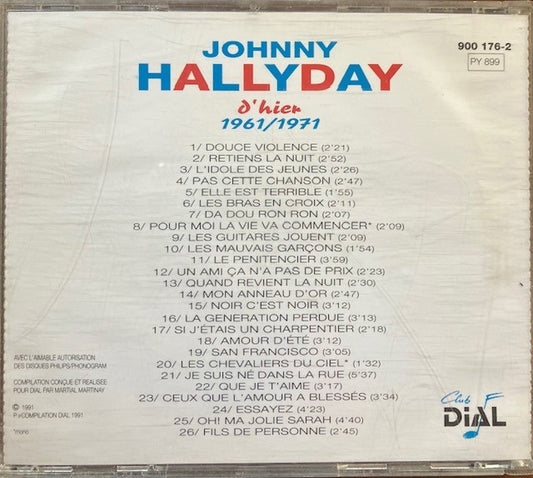 JOHNNY
HALLYDAY
d'hier
1961/1971
900 176-2
PY 899
1/ DOUCE VIOLENCE (2'21)
2/ RETIENS LA NUIT (2'52)
3/ L'IDOLE DES JEUNES (2'26)
4/ PAS CETTE CHANSON (2'47)
5/ ELLE EST TERRIBLE (1'55)
6/ LES BRAS EN CROIX (2'11)
7/ DA DOU RON RON (2'07)
8/ POUR MOI LA VIE VA COMMENCER* (2'09)
9/ LES GUITARES JOUENT (2'09)
10/ LES MAUVAIS GARÇONS (1'54)
11/ LE PENITENCIER (3'59)
12/ UN AMI ÇA N'A PAS DE PRIX (2'23)
13/ QUAND REVIENT LA NUIT (2'30)
14/ MON ANNEAU D'OR (2'47)
15/ NOIR C'EST NOIR (3'12)
16/ LA GENERATION PERDUE (3'13)
17/ SI J'ÉTAIS UN CHARPENTIER (2'18)
18/ AMOUR D'ÉTÉ (3'12)
19/ SAN FRANCISCO (3'05)
20/ LES CHEVALIERS DU CIEL* (1'32)
21/ JE SUIS NÉ DANS LA RUE (5'37)
22/ QUE JE T'AIME (3'17)
23/ CEUX QUE L'AMOUR A BLESSÉS (3'34)
24/ ESSAYEZ (4'23)
25/ OH! MA JOLIE SARAH (4'40)
26/ FILS DE PERSONNE (2'45)
AVEC L'AIMABLE AUTORISATION
DES DISQUES PHILIPS/PHONOGRAM
COMPILATION CONÇUE ET REALISEE
POUR DIAL PAR MARTIAL MARTINAY
© 1991
P COMPILATION DIAL 1991
*mono
Club
DiAL